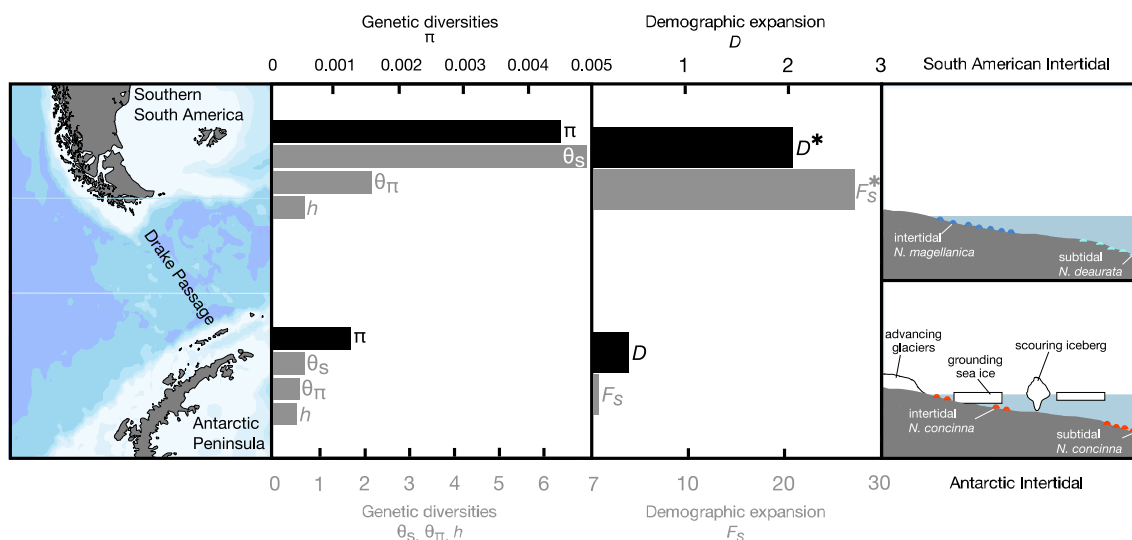 Genetic diversities
π
Demographic expansion
D
0 0.001 0.002 0.003 0.004 0.005 1 2 3
South American Intertidal
Southern
South America
π
θS
θπ
h
D*
FS*
intertidal
N. magellanica
subtidal
N. deaurata
Drake Passage
π
θS
θπ
h
D
FS
advancing
glaciers
grounding
sea ice
scouring iceberg
intertidal
N. concinna
subtidal
N. concinna
Antarctic
Peninsula
0 1 2 3 4 5 6 7 10 20 30
Antarctic Intertidal
Genetic diversities
θS, θπ, h
Demographic expansion
FS